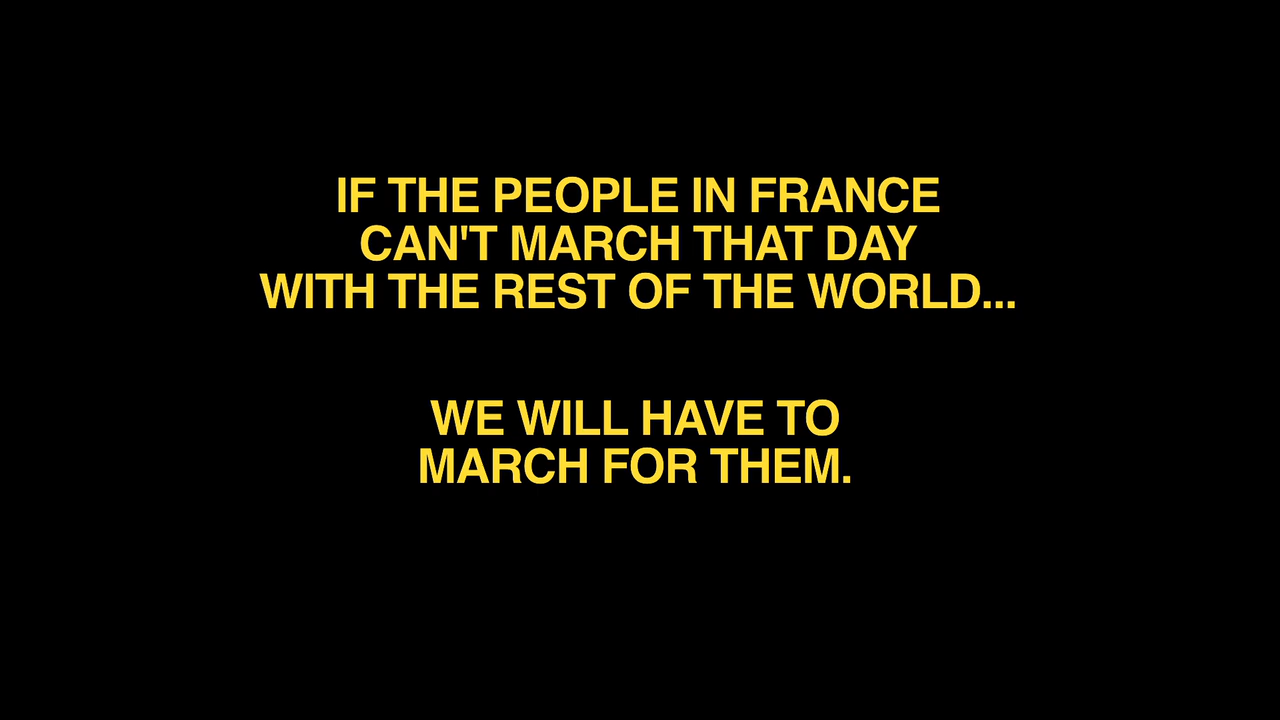 IF THE PEOPLE IN FRANCE
CAN'T MARCH THAT DAY
WITH THE REST OF THE WORLD...
WE WILL HAVE TO
MARCH FOR THEM.